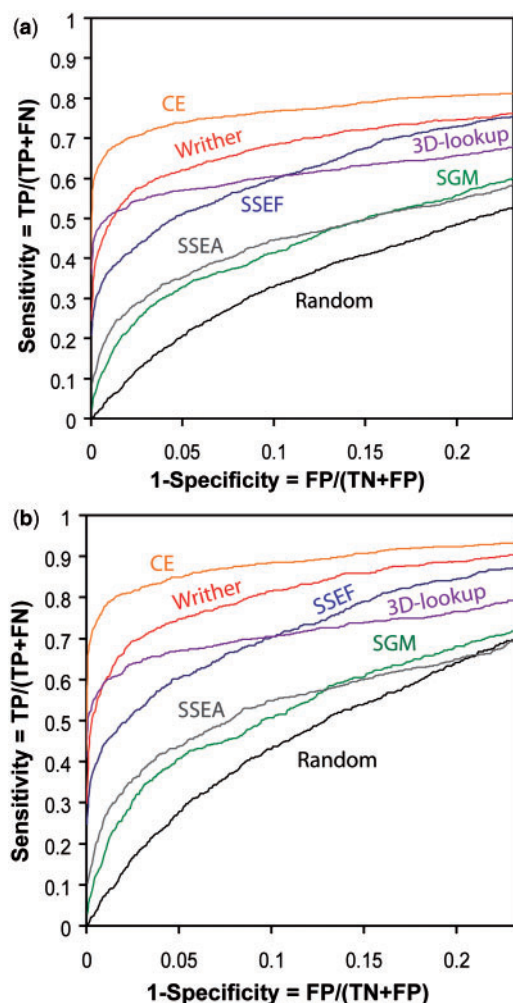 (a)
1
0.9
0.8
0.7
0.6
0.5
0.4
0.3
0.2
0.1
0
Sensitivity = TP/(TP+FN)
CE
Writher
3D-lookup
SSEF
SGM
SSEA
Random
0 0.05 0.1 0.15 0.2
1-Specificity = FP/(TN+FP)
(b)
1
0.9
0.8
0.7
0.6
0.5
0.4
0.3
0.2
0.1
0
Sensitivity = TP/(TP+FN)
CE
Writher
SSEF
3D-lookup
SGM
SSEA
Random
0 0.05 0.1 0.15 0.2
1-Specificity = FP/(TN+FP)